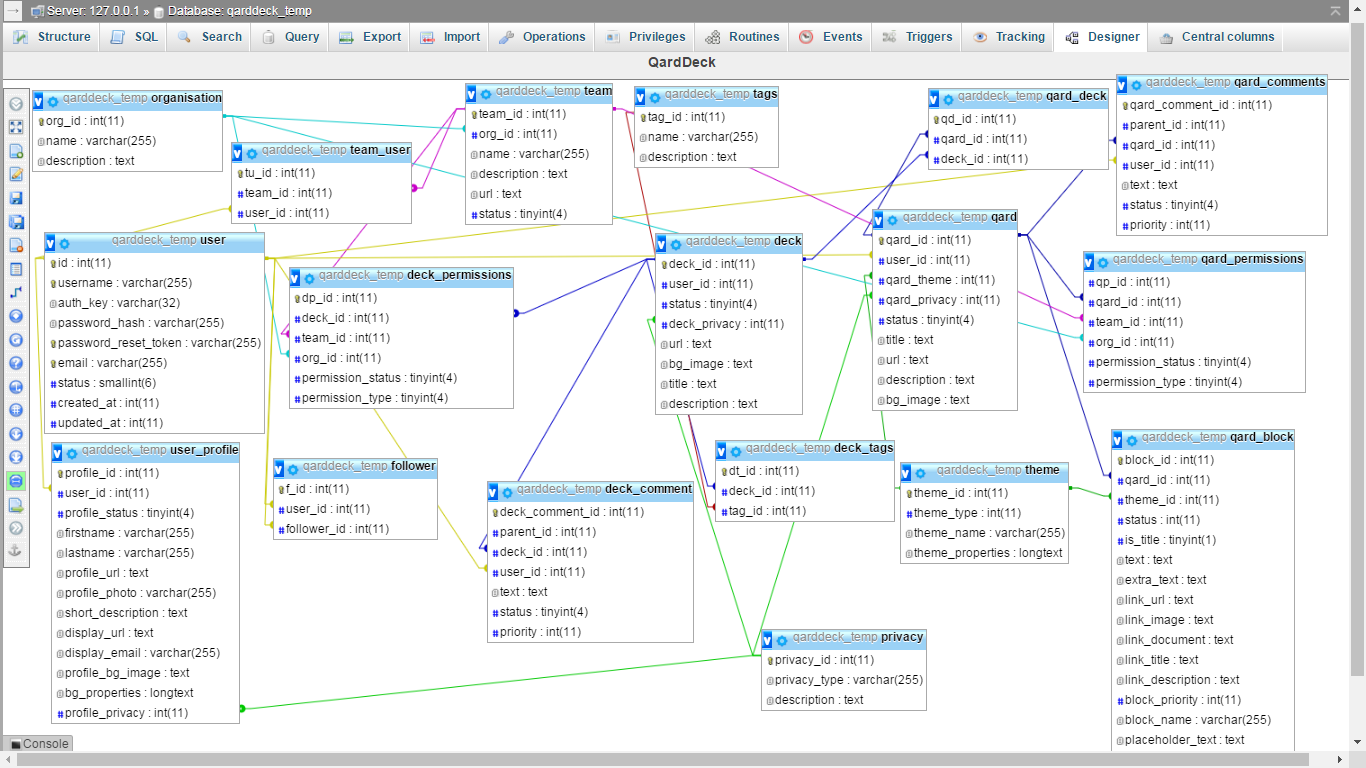 Server: 127.0.0.1 » Database: qarddeck_temp
Structure SQL Search Query Export Import Operations Privileges Routines Events Triggers Tracking Designer Central columns
QardDeck
qarddeck_temp organisation
org_id : int(11)
name : varchar(255)
description : text
qarddeck_temp team_user
tu_id : int(11)
team_id : int(11)
user_id : int(11)
qarddeck_temp team
team_id : int(11)
org_id : int(11)
name : varchar(255)
description : text
url : text
status : tinyint(4)
qarddeck_temp tags
tag_id : int(11)
name : varchar(255)
description : text
qarddeck_temp qard_deck
qd_id : int(11)
qard_id : int(11)
deck_id : int(11)
qarddeck_temp qard_comments
qard_comment_id : int(11)
parent_id : int(11)
qard_id : int(11)
user_id : int(11)
text : text
status : tinyint(4)
priority : int(11)
qarddeck_temp user
id : int(11)
username : varchar(255)
auth_key : varchar(32)
password_hash : varchar(255)
password_reset_token : varchar(255)
email : varchar(255)
status : smallint(6)
created_at : int(11)
updated_at : int(11)
qarddeck_temp deck_permissions
dp_id : int(11)
deck_id : int(11)
team_id : int(11)
org_id : int(11)
permission_status : tinyint(4)
permission_type : tinyint(4)
qarddeck_temp deck
deck_id : int(11)
user_id : int(11)
status : tinyint(4)
deck_privacy : int(11)
url : text
bg_image : text
title : text
description : text
qarddeck_temp qard
qard_id : int(11)
user_id : int(11)
qard_theme : int(11)
qard_privacy : int(11)
status : tinyint(4)
title : text
url : text
description : text
bg_image : text
qarddeck_temp qard_permissions
qp_id : int(11)
qard_id : int(11)
team_id : int(11)
org_id : int(11)
permission_status : tinyint(4)
permission_type : tinyint(4)
qarddeck_temp user_profile
profile_id : int(11)
user_id : int(11)
profile_status : tinyint(4)
firstname : varchar(255)
lastname : varchar(255)
profile_url : text
profile_photo : varchar(255)
short_description : text
display_url : text
display_email : varchar(255)
profile_bg_image : text
bg_properties : longtext
profile_privacy : int(11)
qarddeck_temp follower
f_id : int(11)
user_id : int(11)
follower_id : int(11)
qarddeck_temp deck_comment
deck_comment_id : int(11)
parent_id : int(11)
deck_id : int(11)
user_id : int(11)
text : text
status : tinyint(4)
priority : int(11)
qarddeck_temp deck_tags
dt_id : int(11)
deck_id : int(11)
tag_id : int(11)
qarddeck_temp theme
theme_id : int(11)
theme_type : int(11)
theme_name : varchar(255)
theme_properties : longtext
qarddeck_temp qard_block
block_id : int(11)
qard_id : int(11)
theme_id : int(11)
status : int(11)
is_title : tinyint(1)
text : text
extra_text : text
link_url : text
link_image : text
link_document : text
link_title : text
link_description : text
block_priority : int(11)
block_name : varchar(255)
placeholder_text : text
qarddeck_temp privacy
privacy_id : int(11)
privacy_type : varchar(255)
description : text
Console